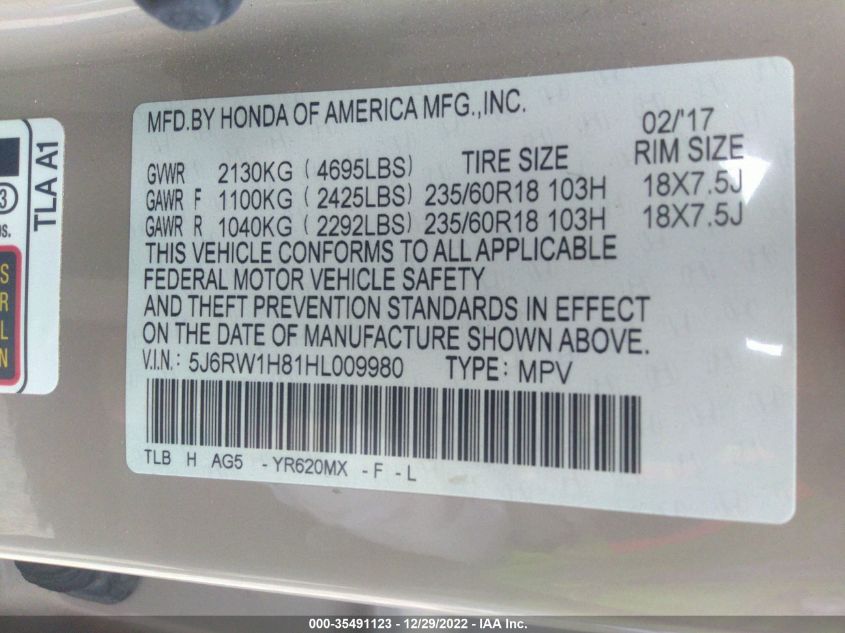 MFD.BY HONDA OF AMERICA MFG.,INC. 02/'17
TIRE SIZE RIM SIZE
GVWR 2130KG ( 4695LBS)
GAWR F 1100KG ( 2425LBS) 235/60R18 103H 18X7.5J
GAWR R 1040KG ( 2292LBS) 235/60R18 103H 18X7.5J
THIS VEHICLE CONFORMS TO ALL APPLICABLE
FEDERAL MOTOR VEHICLE SAFETY
AND THEFT PREVENTION STANDARDS IN EFFECT
ON THE DATE OF MANUFACTURE SHOWN ABOVE.
V.I.N.: 5J6RW1H81HL009980 TYPE: MPV
TLB H AG5 -YR620MX -F -L
TLA A1
000-35491123 - 12/29/2022 - IAA Inc.